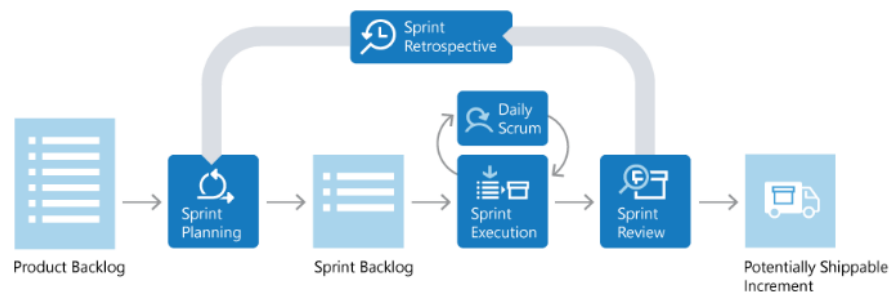 Sprint
Retrospective
Daily
Scrum
Product Backlog
Sprint
Planning
Sprint Backlog
Sprint
Execution
Sprint
Review
Potentially Shippable
Increment